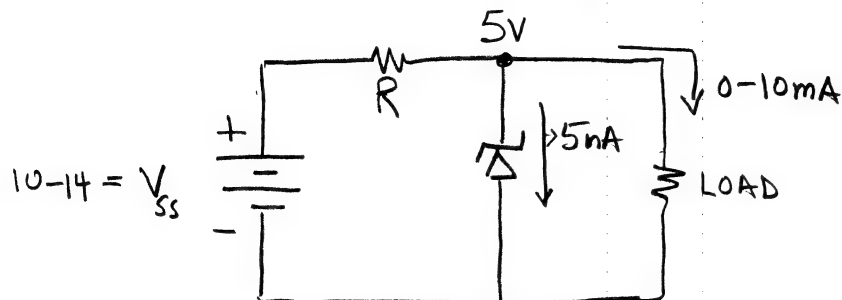 5V
R
0-10mA
+
>5mA
10-14 = Vss
LOAD
-